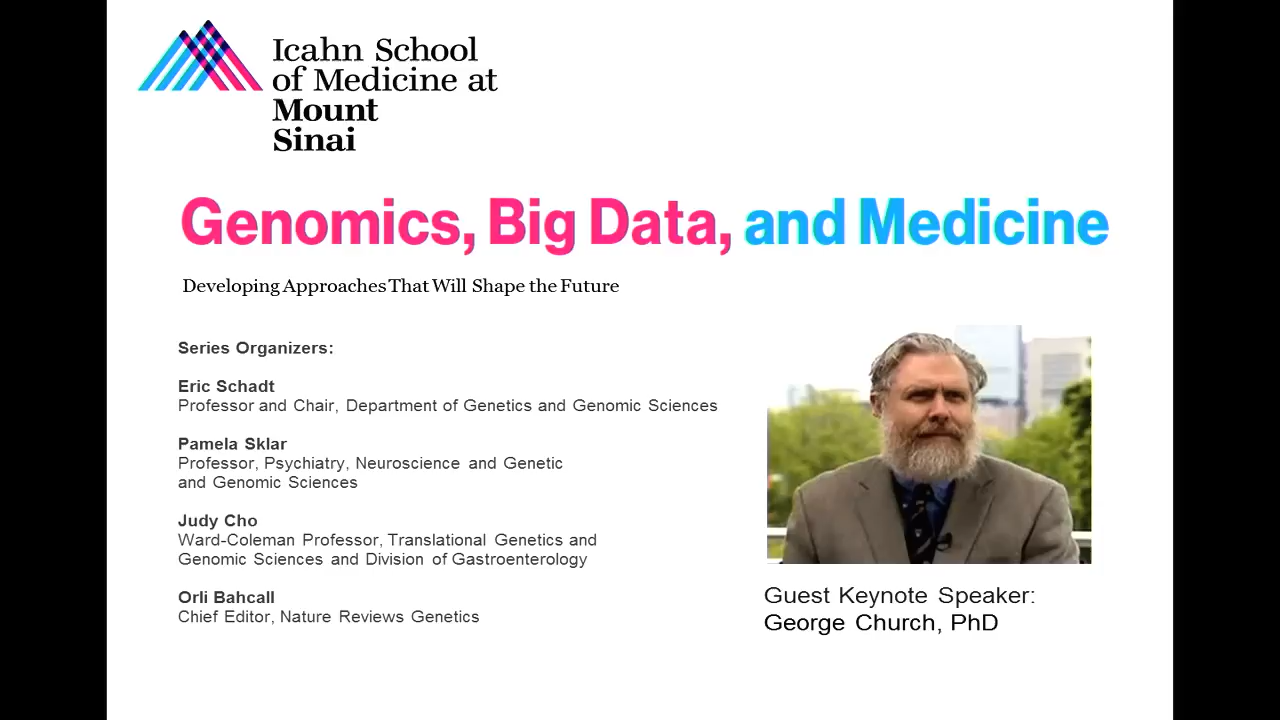 Icahn School
of Medicine at
Mount
Sinai
Genomics, Big Data, and Medicine
Developing Approaches That Will Shape the Future
Series Organizers:
Eric Schadt
Professor and Chair, Department of Genetics and Genomic Sciences
Pamela Sklar
Professor, Psychiatry, Neuroscience and Genetic
and Genomic Sciences
Judy Cho
Ward-Coleman Professor, Translational Genetics and
Genomic Sciences and Division of Gastroenterology
Orli Bahcall
Chief Editor, Nature Reviews Genetics
Guest Keynote Speaker:
George Church, PhD